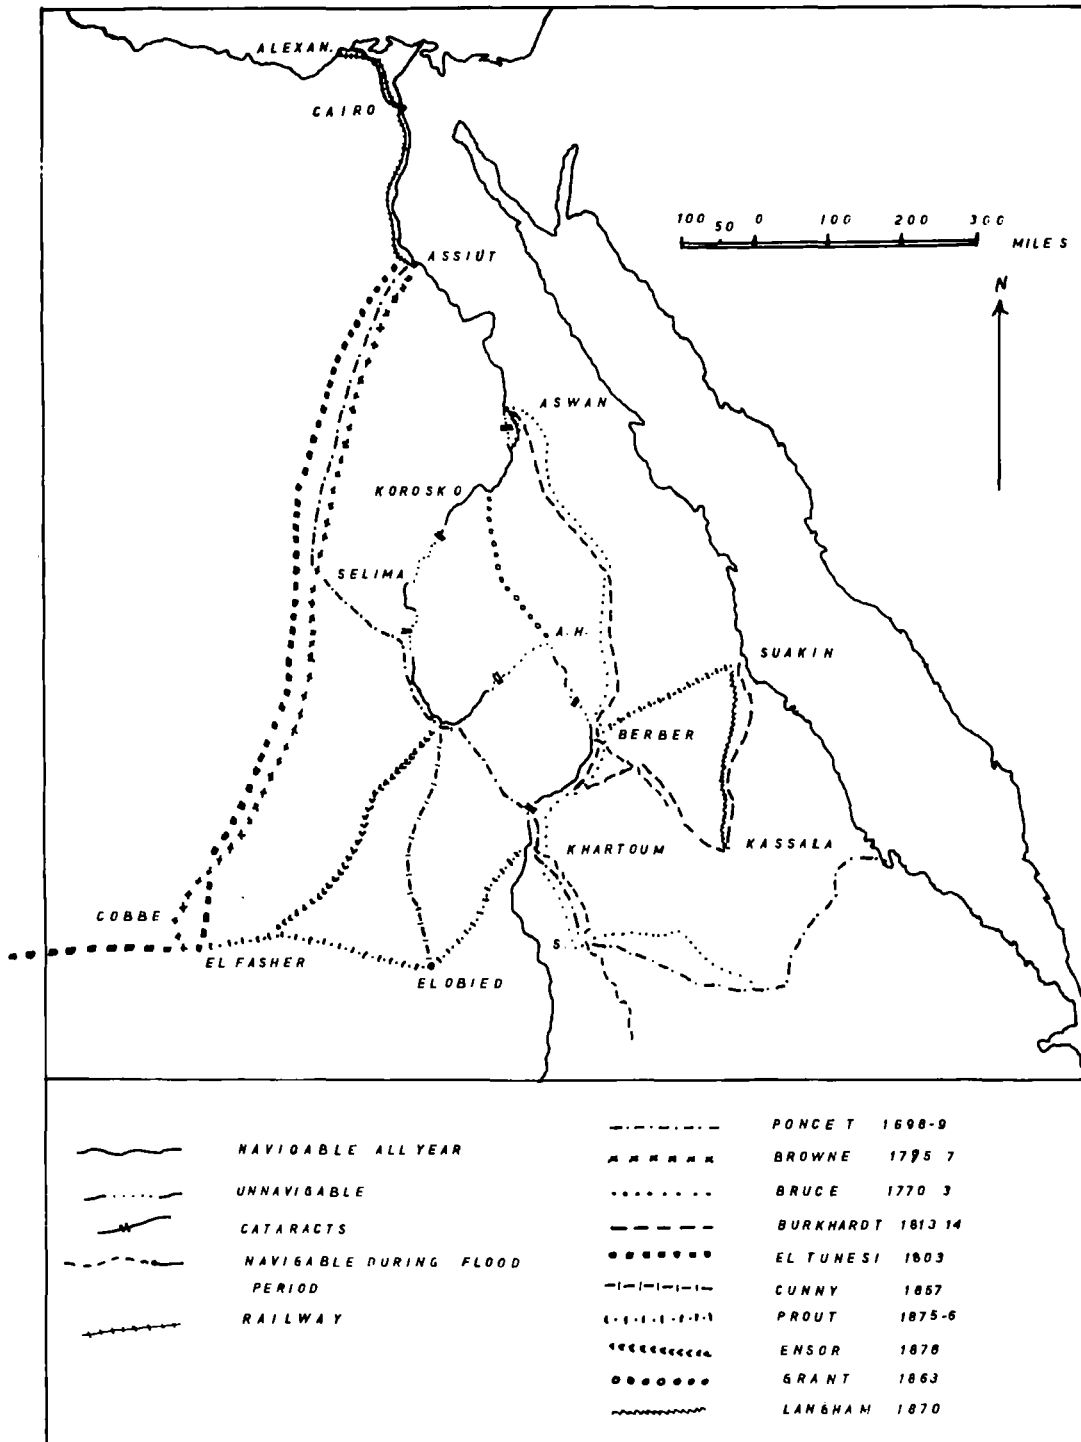 ALEXAN.
CAIRO
100 50 0 100 200 300
MILES
ASSIUT
N
ASWAN
KOROSKO
SELIMA
A.H.
SUAKIN
BERBER
KHARTOUM
KASSALA
COBBE
S.
EL FASHER
EL OBIED
NAVIGABLE ALL YEAR
UNNAVIGABLE
CATARACTS
NAVIGABLE DURING FLOOD
PERIOD
RAILWAY
PONCET 1698-9
BROWNE 1795 7
BRUCE 1770 3
BURKHARDT 1813 14
EL TUNESI 1803
CUNNY 1857
PROUT 1875-6
ENSOR 1878
GRANT 1863
LANGHAM 1870